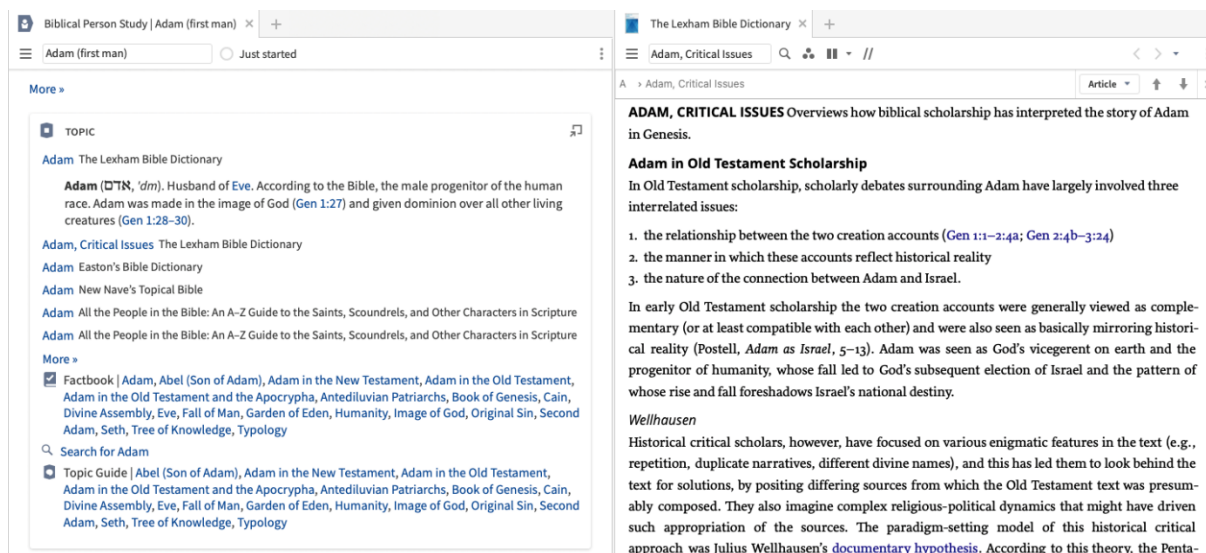 Biblical Person Study | Adam (first man)
Adam (first man)
Just started
More »
TOPIC
Adam The Lexham Bible Dictionary
Adam (אדם, 'dm). Husband of Eve. According to the Bible, the male progenitor of the human
race. Adam was made in the image of God (Gen 1:27) and given dominion over all other living
creatures (Gen 1:28–30).
Adam, Critical Issues The Lexham Bible Dictionary
Adam Easton's Bible Dictionary
Adam New Nave's Topical Bible
Adam All the People in the Bible: An A–Z Guide to the Saints, Scoundrels, and Other Characters in Scripture
Adam All the People in the Bible: An A–Z Guide to the Saints, Scoundrels, and Other Characters in Scripture
More »
Factbook | Adam, Abel (Son of Adam), Adam in the New Testament, Adam in the Old Testament,
Adam in the Old Testament and the Apocrypha, Antediluvian Patriarchs, Book of Genesis, Cain,
Divine Assembly, Eve, Fall of Man, Garden of Eden, Humanity, Image of God, Original Sin, Second
Adam, Seth, Tree of Knowledge, Typology
Search for Adam
Topic Guide | Abel (Son of Adam), Adam in the New Testament, Adam in the Old Testament,
Adam in the Old Testament and the Apocrypha, Antediluvian Patriarchs, Book of Genesis, Cain,
Divine Assembly, Eve, Fall of Man, Garden of Eden, Humanity, Image of God, Original Sin, Second
Adam, Seth, Tree of Knowledge, Typology
The Lexham Bible Dictionary
Adam, Critical Issues
A > Adam, Critical Issues
Article
ADAM, CRITICAL ISSUES Overviews how biblical scholarship has interpreted the story of Adam
in Genesis.
Adam in Old Testament Scholarship
In Old Testament scholarship, scholarly debates surrounding Adam have largely involved three
interrelated issues:
1. the relationship between the two creation accounts (Gen 1:1–2:4a; Gen 2:4b–3:24)
2. the manner in which these accounts reflect historical reality
3. the nature of the connection between Adam and Israel.
In early Old Testament scholarship the two creation accounts were generally viewed as comple-
mentary (or at least compatible with each other) and were also seen as basically mirroring histori-
cal reality (Postell, Adam as Israel, 5–13). Adam was seen as God's vicegerent on earth and the
progenitor of humanity, whose fall led to God's subsequent election of Israel and the pattern of
whose rise and fall foreshadows Israel's national destiny.
Wellhausen
Historical critical scholars, however, have focused on various enigmatic features in the text (e.g.,
repetition, duplicate narratives, different divine names), and this has led them to look behind the
text for solutions, by positing differing sources from which the Old Testament text was presum-
ably composed. They also imagine complex religious-political dynamics that might have driven
such appropriation of the sources. The paradigm-setting model of this historical critical
approach was Julius Wellhausen's documentary hypothesis. According to this theory, the Penta-